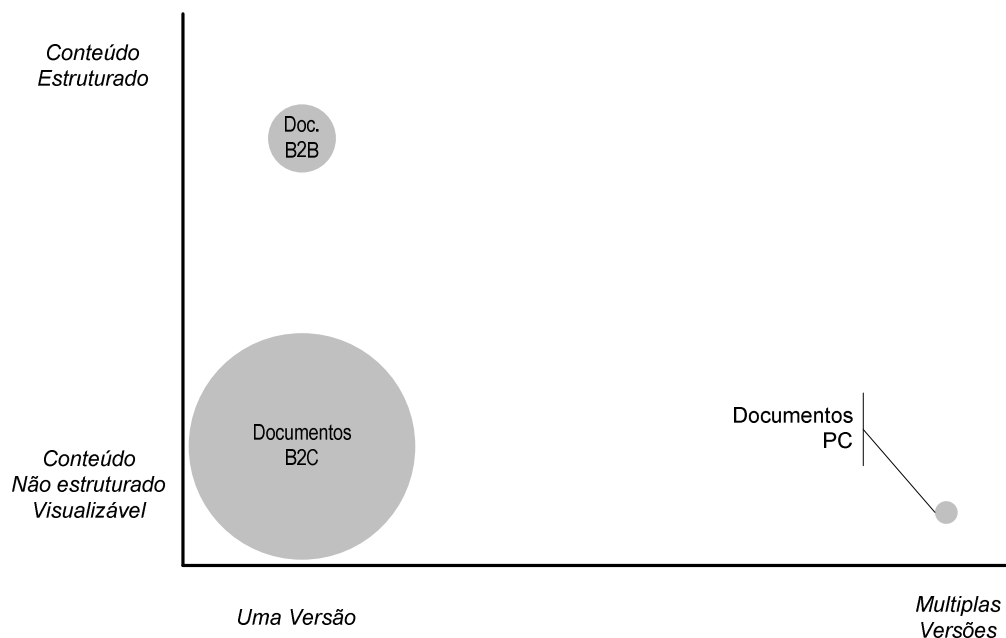 Conteúdo
Estruturado
Doc.
B2B
Documentos
B2C
Documentos
PC
Conteúdo
Não estruturado
Visualizável
Uma Versão
Multiplas
Versões